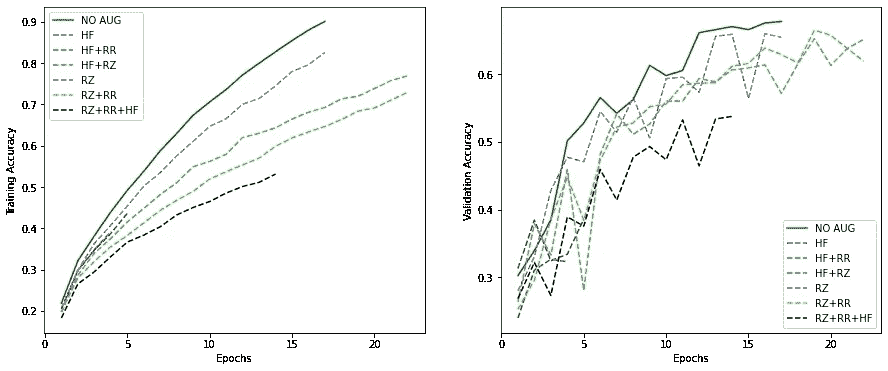 0.9
0.8
0.7
0.6
0.5
0.4
0.3
0.2
Training Accuracy
NO AUG
HF
HF+RR
HF+RZ
RZ
RZ+RR
RZ+RR+HF
0 5 10 15 20
Epochs
0.6
0.5
0.4
0.3
Validation Accuracy
NO AUG
HF
HF+RR
HF+RZ
RZ
RZ+RR
RZ+RR+HF
0 5 10 15 20
Epochs